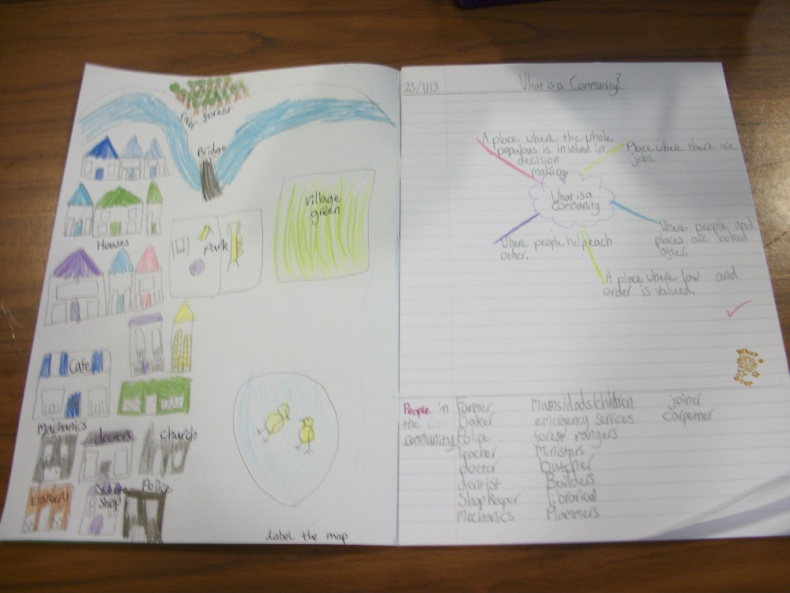 River forest
Bridge
village
green
Park
Houses
Cafe
Mechanics
doctors
church
bakery
shop
Police
Label the map
23/1/13
What is a Community?
A place where the whole
populous is involved in
decision
making.
Place where there are
jobs.
What is a
Community
Where people and
places are looked
after.
Where people help each
other.
A place where law and
order is valued.
People in
the
community
Farmer
baker
Police
teacher
doctor
dentist
Shop keeper
Mechanics
Mums/dads/children
emergency services
forest rangers
Ministers
Butcher
Builders
librarian
Plammers
joiner
carpenter